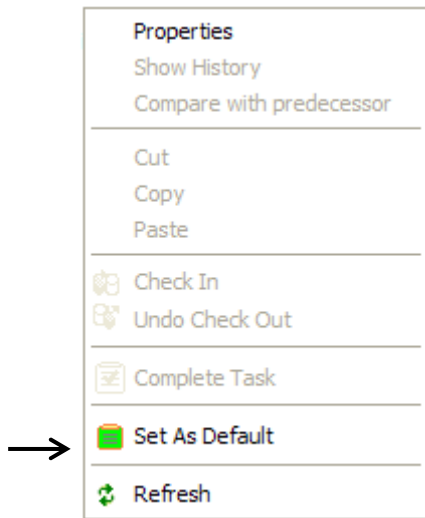 Properties
Show History
Compare with predecessor
Cut
Copy
Paste
Check In
Undo Check Out
Complete Task
Set As Default
Refresh